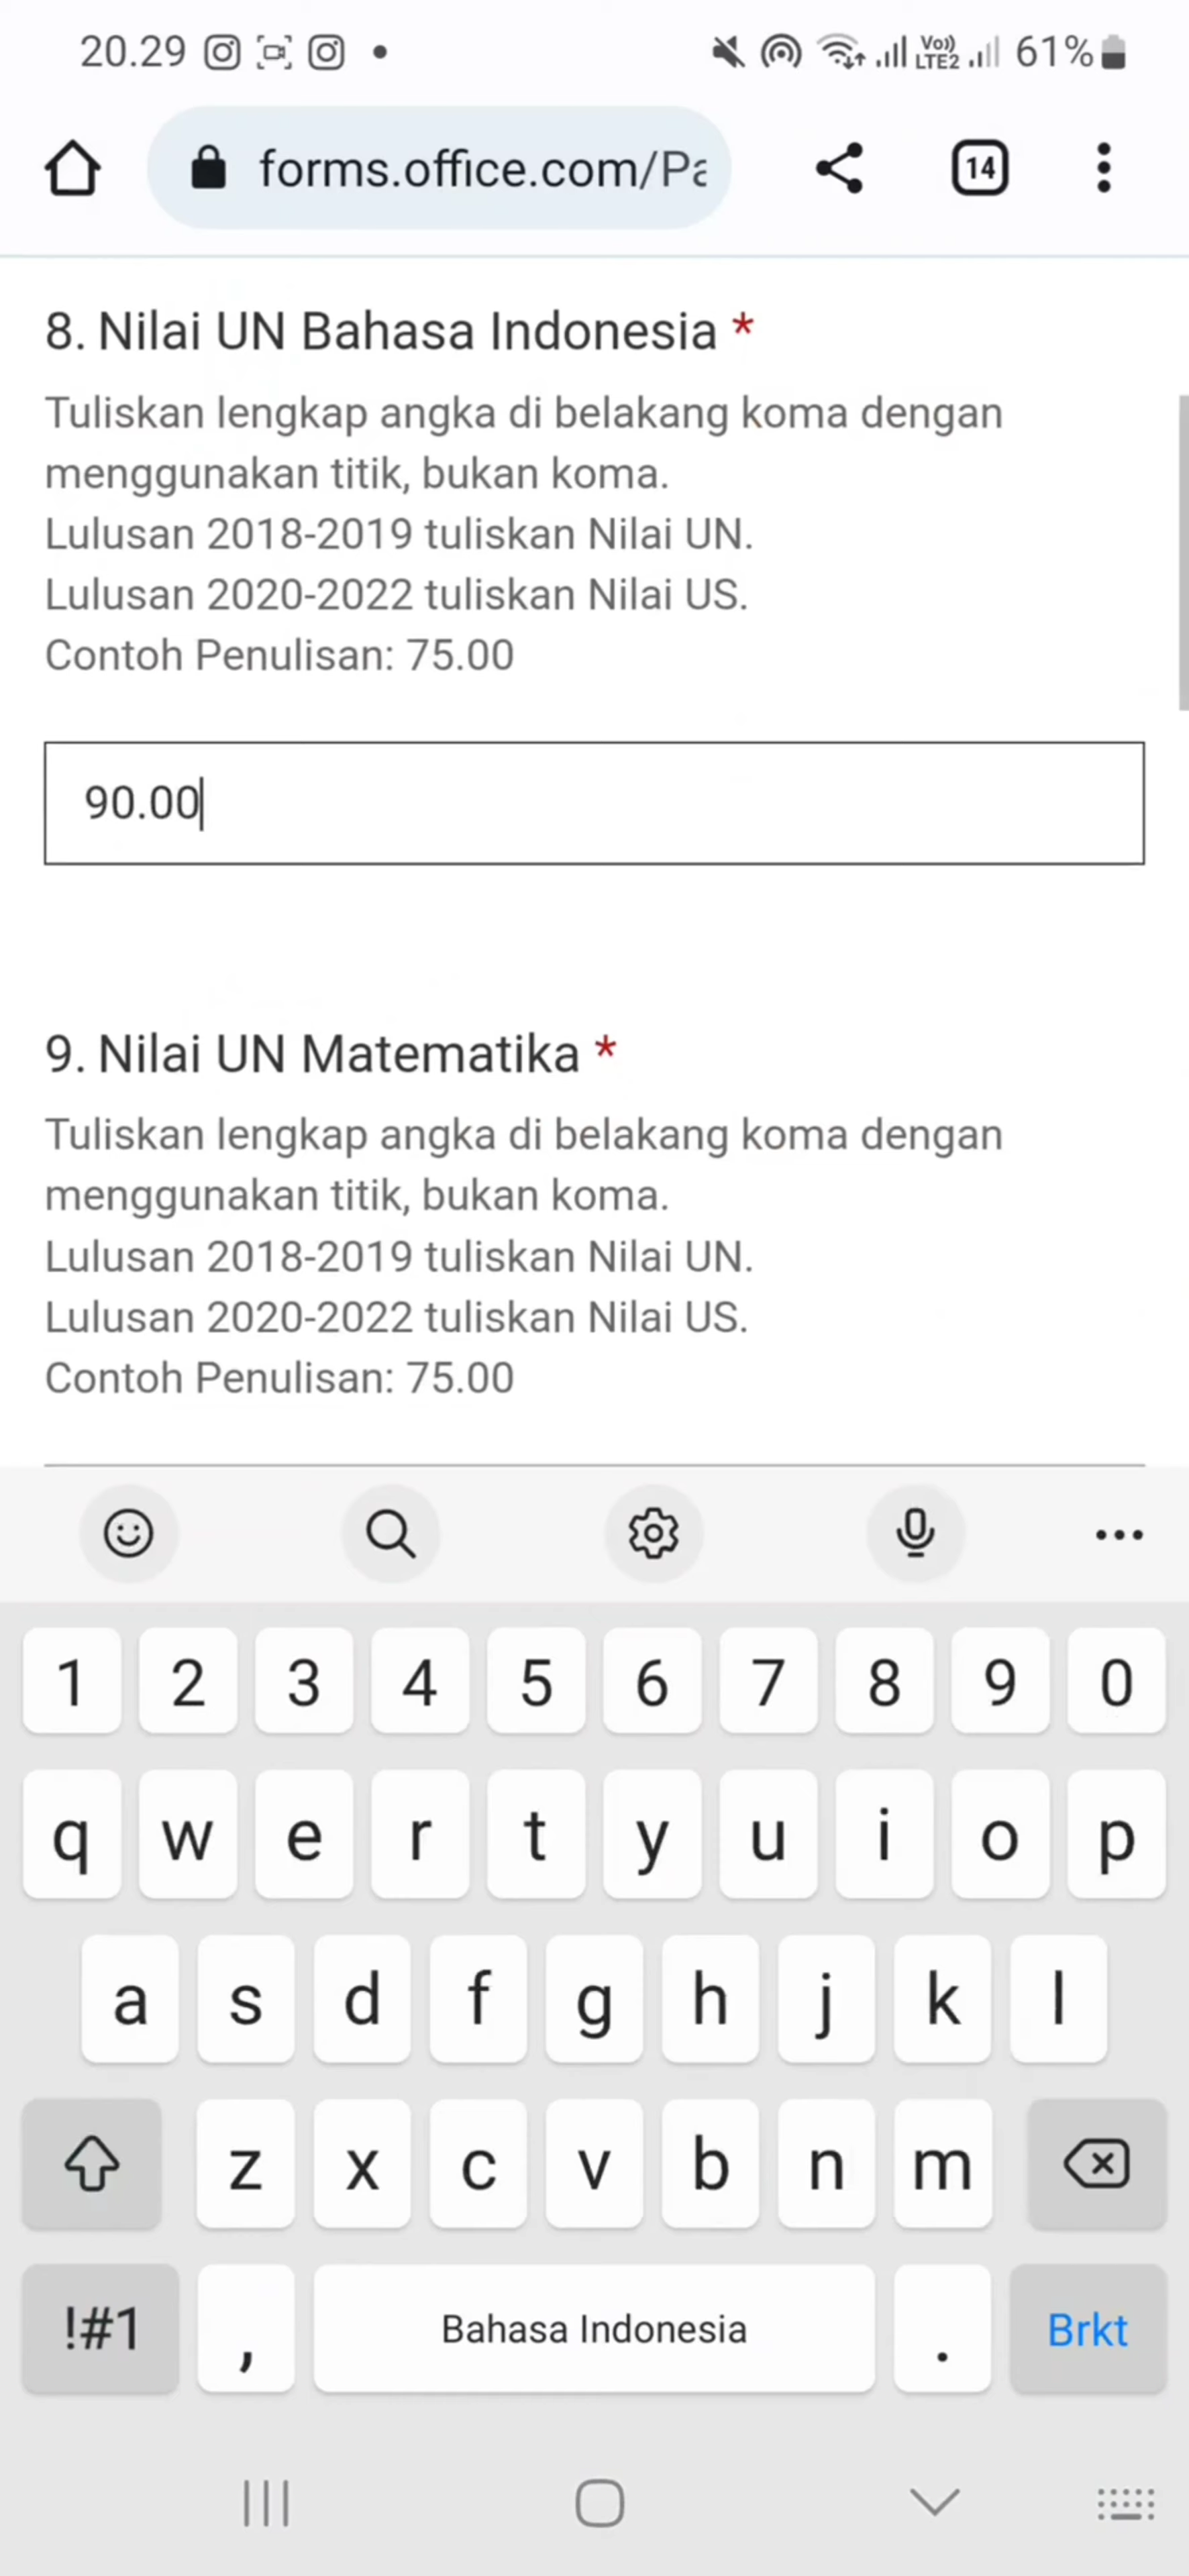 20.29
Vo)) LTE2 61%
forms.office.com/Pa
14
8. Nilai UN Bahasa Indonesia *
Tuliskan lengkap angka di belakang koma dengan
menggunakan titik, bukan koma.
Lulusan 2018-2019 tuliskan Nilai UN.
Lulusan 2020-2022 tuliskan Nilai US.
Contoh Penulisan: 75.00
90.00
9. Nilai UN Matematika *
Tuliskan lengkap angka di belakang koma dengan
menggunakan titik, bukan koma.
Lulusan 2018-2019 tuliskan Nilai UN.
Lulusan 2020-2022 tuliskan Nilai US.
Contoh Penulisan: 75.00
1 2 3 4 5 6 7 8 9 0
q w e r t y u i o p
a s d f g h j k l
z x c v b n m
!#1 , Bahasa Indonesia . Brkt